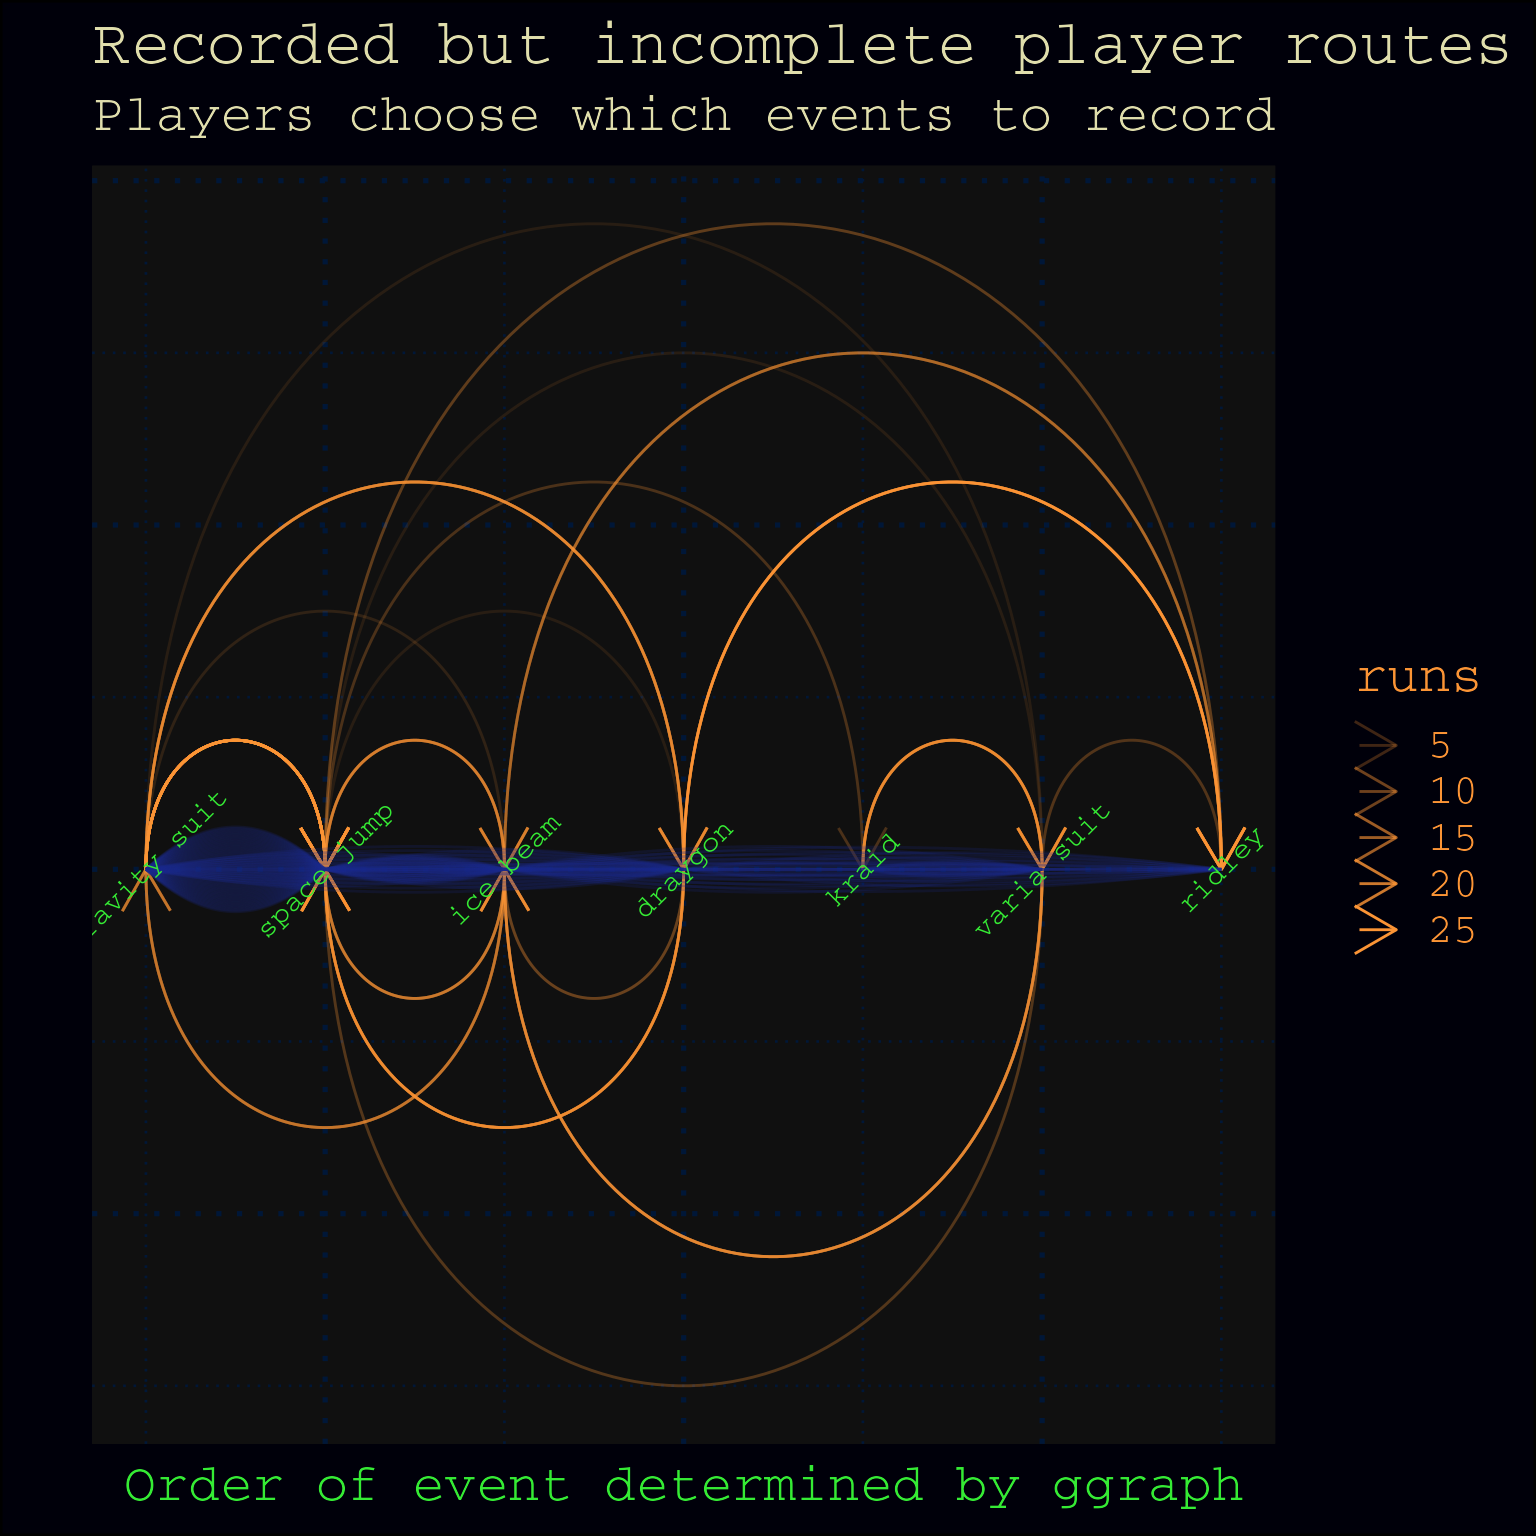 Recorded but incomplete player routes
Players choose which events to record
runs
5
10
15
20
25
avity suit
space jump
ice beam
draygon
kraid
varia suit
ridley
Order of event determined by ggraph